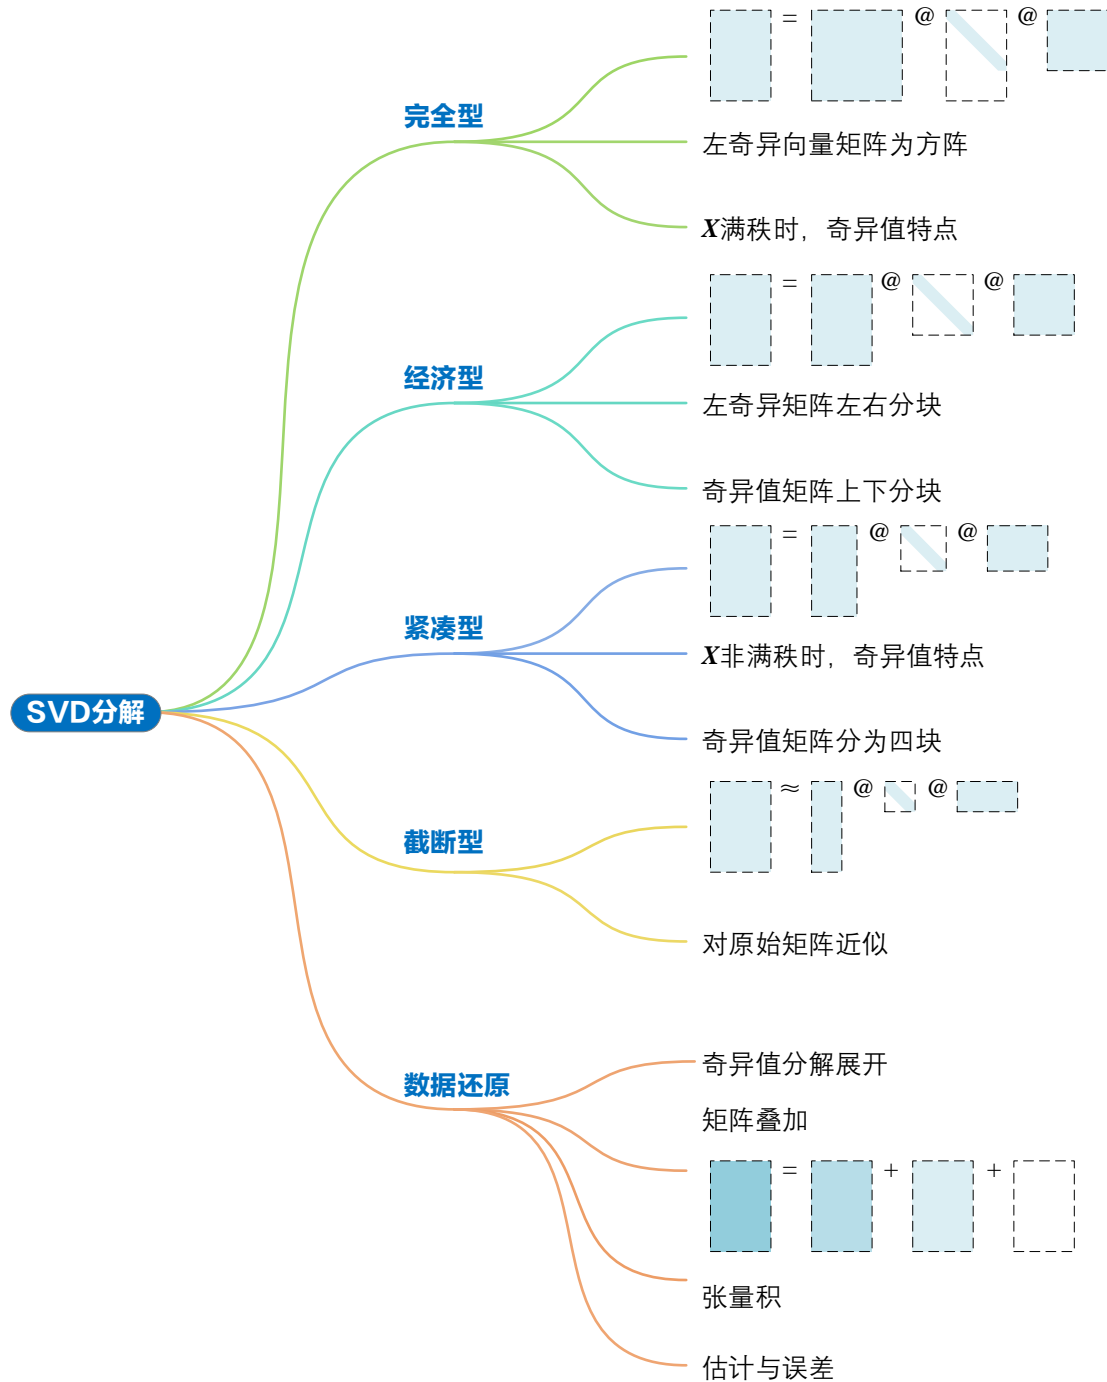 = @ @
完全型
左奇异向量矩阵为方阵
X满秩时，奇异值特点
= @ @
经济型
左奇异矩阵左右分块
奇异值矩阵上下分块
= @ @
紧凑型
X非满秩时，奇异值特点
SVD分解
奇异值矩阵分为四块
≈ @ @
截断型
对原始矩阵近似
奇异值分解展开
数据还原
矩阵叠加
= + +
张量积
估计与误差